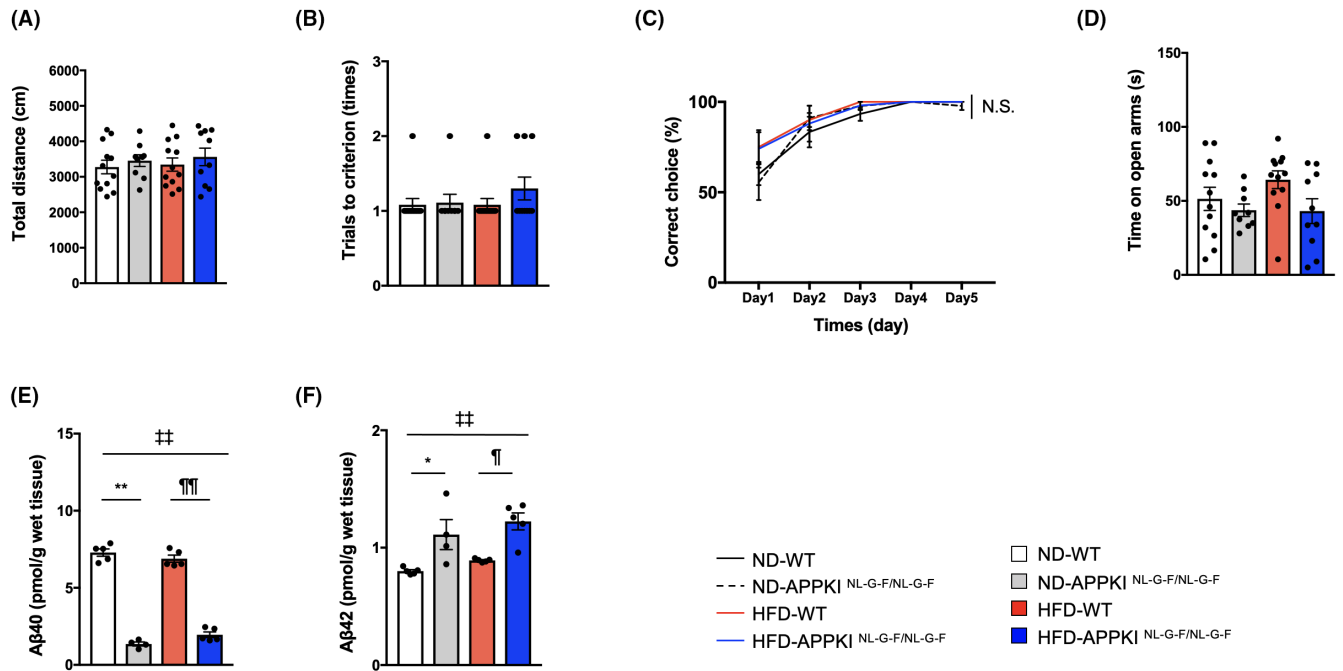 (A)
Total distance (cm)
6000
5000
4000
3000
2000
1000
0
(B)
Trials to criterion (times)
3
2
1
0
(C)
Correct choice (%)
100
50
0
N.S.
Day1 Day2 Day3 Day4 Day5
Times (day)
(D)
Time on open arms (s)
150
100
50
0
(E)
Aβ40 (pmol/g wet tissue)
15
10
5
0
‡‡
** ¶¶
(F)
Aβ42 (pmol/g wet tissue)
2
1
0
‡‡
* ¶
ND-WT
ND-APPKI NL-G-F/NL-G-F
HFD-WT
HFD-APPKI NL-G-F/NL-G-F
ND-WT
ND-APPKI NL-G-F/NL-G-F
HFD-WT
HFD-APPKI NL-G-F/NL-G-F